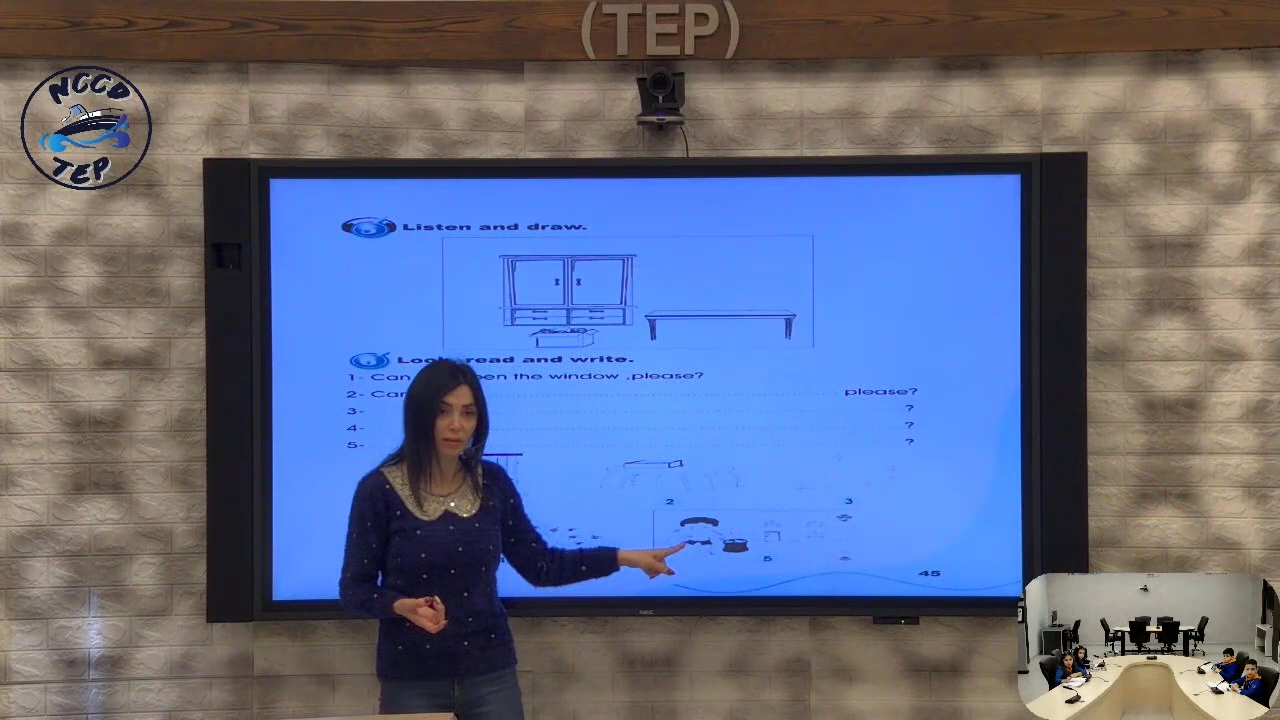 (TEP)
NCCD
TEP
Listen and draw.
Look, read and write.
1- Can open the window ,please?
2- Can please?
3- ?
4- ?
5- ?
2
3
5
45
NEC